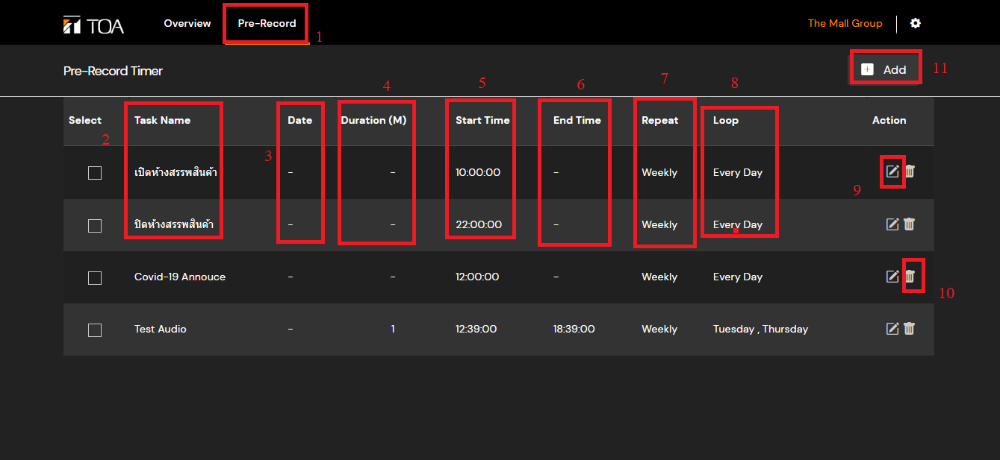 TOA Overview Pre-Record 1 The Mall Group
Pre-Record Timer Add 11
4 5 6 7 8
Select Task Name Date Duration (M) Start Time End Time Repeat Loop Action
2
3
เปิดห้างสรรพสินค้า - - 10:00:00 - Weekly Every Day
9
ปิดห้างสรรพสินค้า - - 22:00:00 - Weekly Every Day
Covid-19 Annouce - - 12:00:00 - Weekly Every Day
10
Test Audio - 1 12:39:00 18:39:00 Weekly Tuesday , Thursday